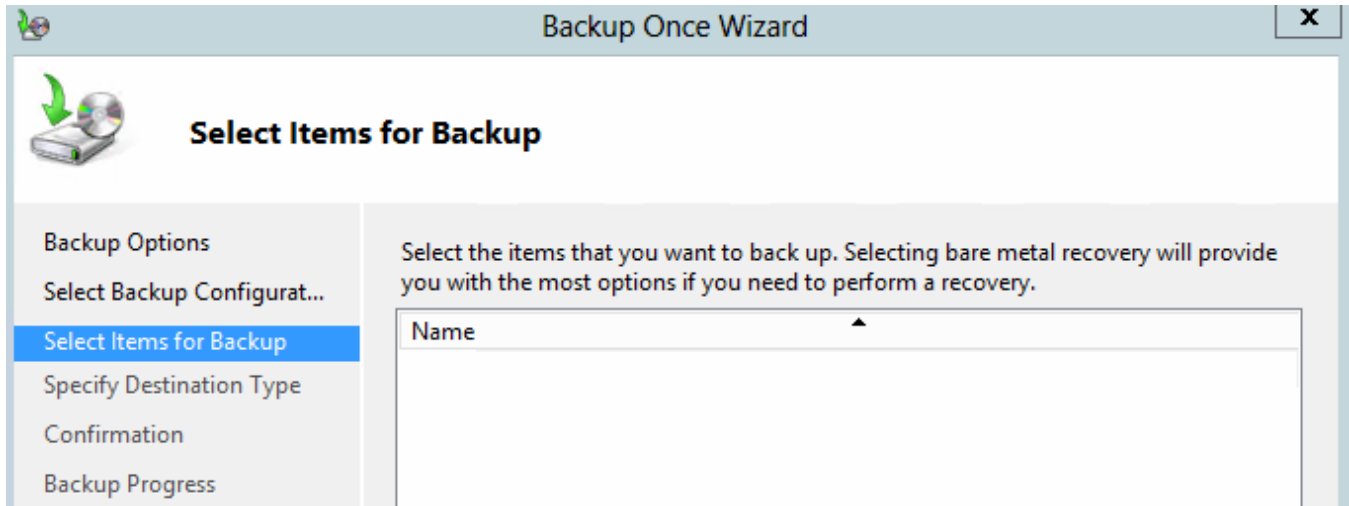 Backup Once Wizard
x
Select Items for Backup
Backup Options
Select Backup Configurat...
Select Items for Backup
Specify Destination Type
Confirmation
Backup Progress
Select the items that you want to back up. Selecting bare metal recovery will provide
you with the most options if you need to perform a recovery.
Name